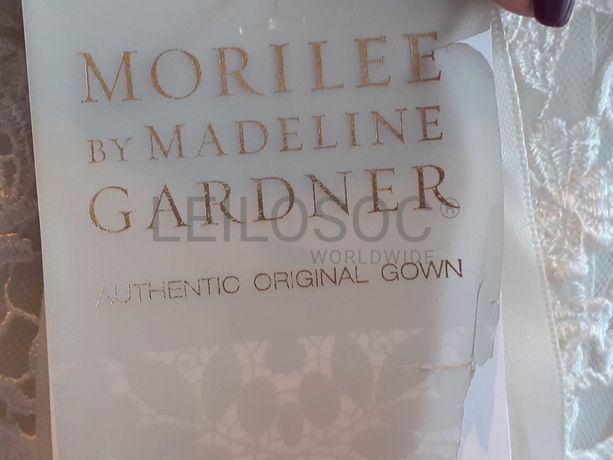 MORILEE
BY MADELINE
GARDNER®
LEILOSOC
WORLDWIDE
AUTHENTIC ORIGINAL GOWN